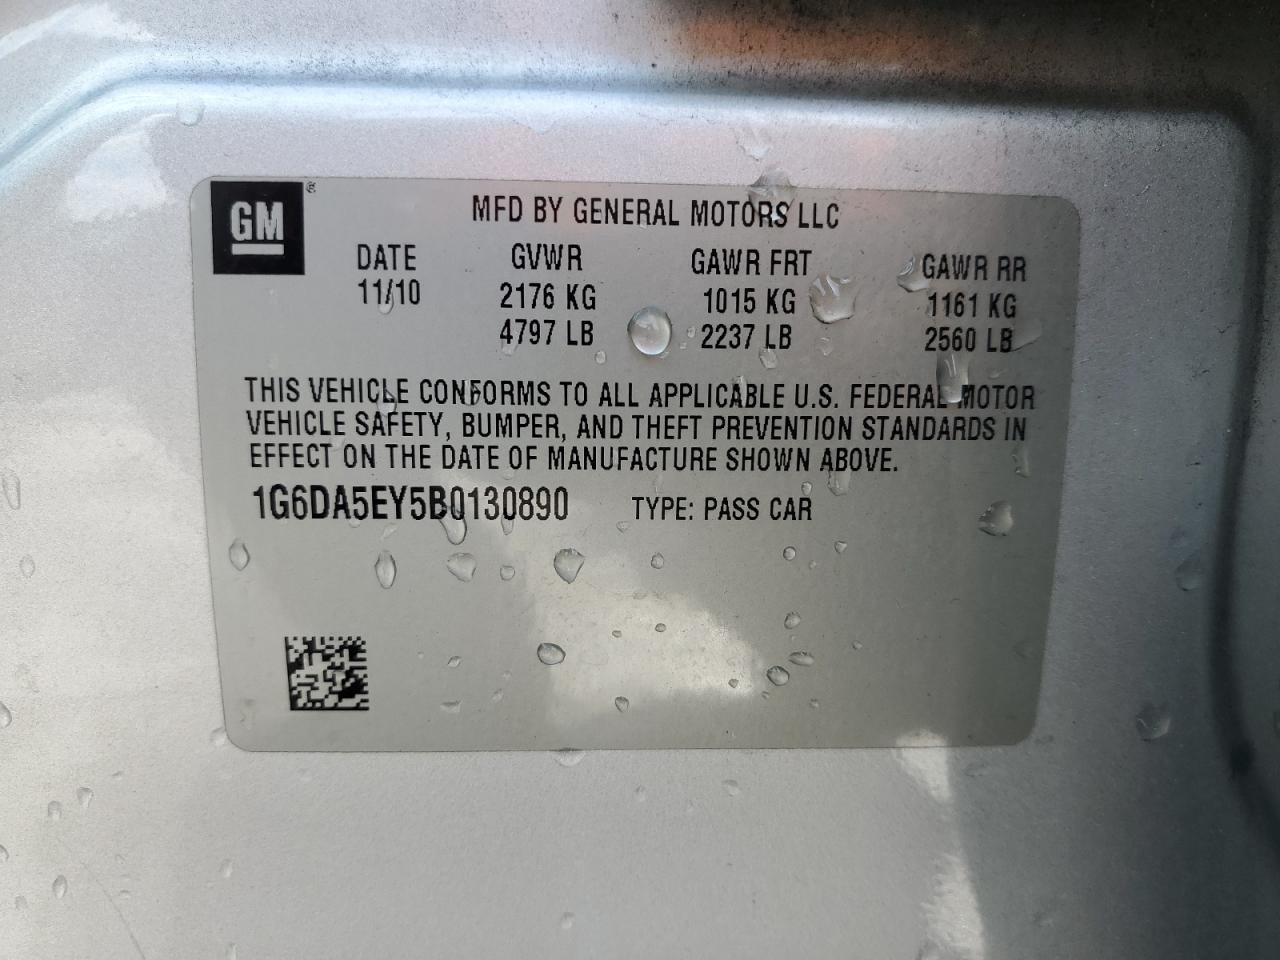 GM®
MFD BY GENERAL MOTORS LLC
DATE GVWR GAWR FRT GAWR RR
11/10 2176 KG 1015 KG 1161 KG
4797 LB 2237 LB 2560 LB
THIS VEHICLE CONFORMS TO ALL APPLICABLE U.S. FEDERAL MOTOR
VEHICLE SAFETY, BUMPER, AND THEFT PREVENTION STANDARDS IN
EFFECT ON THE DATE OF MANUFACTURE SHOWN ABOVE.
1G6DA5EY5B0130890 TYPE: PASS CAR